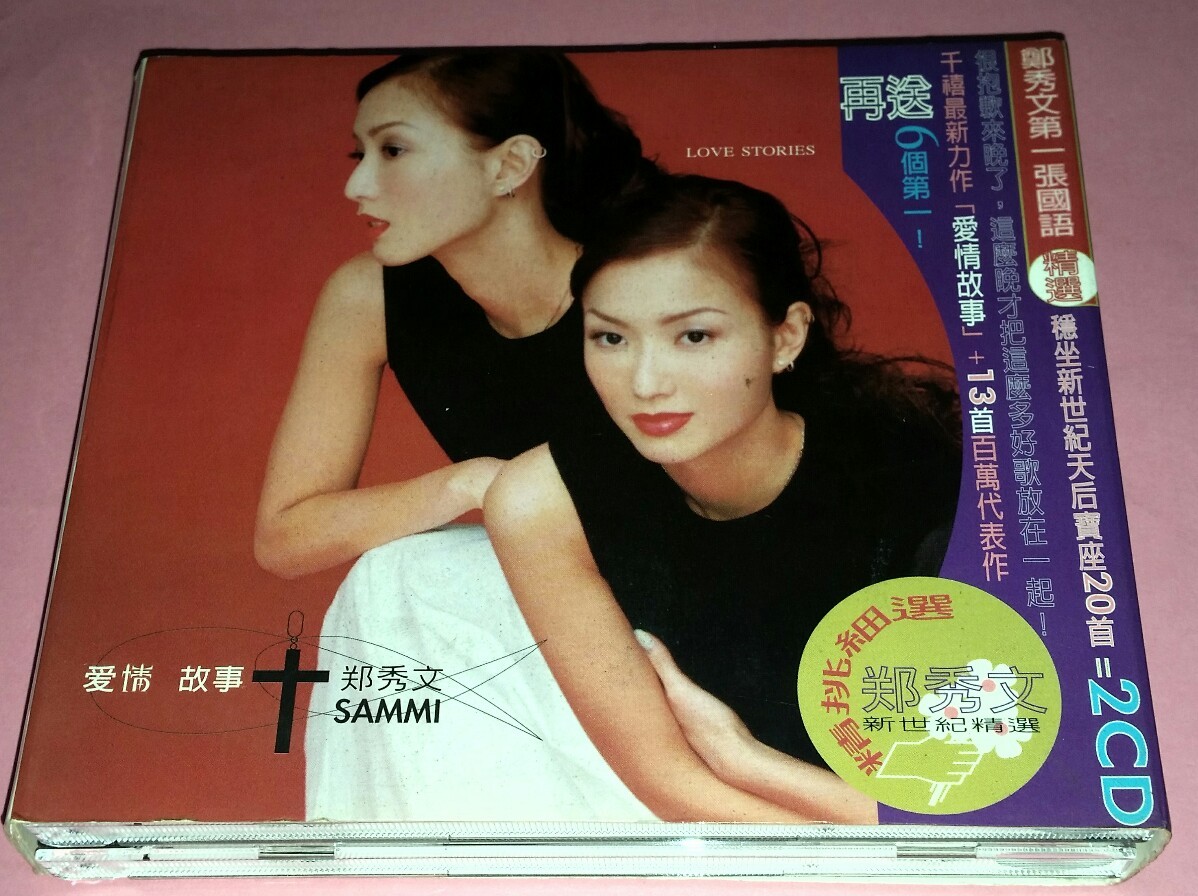 LOVE STORIES
爱情 故事
郑秀文
SAMMI
鄭秀文第一張國語
精選
穩坐新世紀天后寶座20首=2CD
很抱歉來晚了，這麼晚才把這麼多好歌放在一起！
千禧最新力作「愛情故事」+13首百萬代表作
再送
6個第一！
精挑細選
郑秀文
新世紀精選